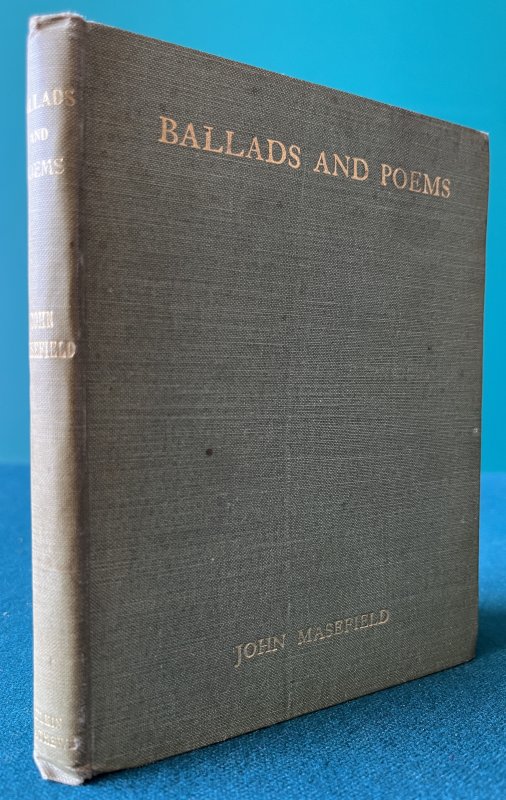 BALLADS AND POEMS
JOHN MASEFIELD
BALLADS
AND
POEMS
JOHN
MASEFIELD